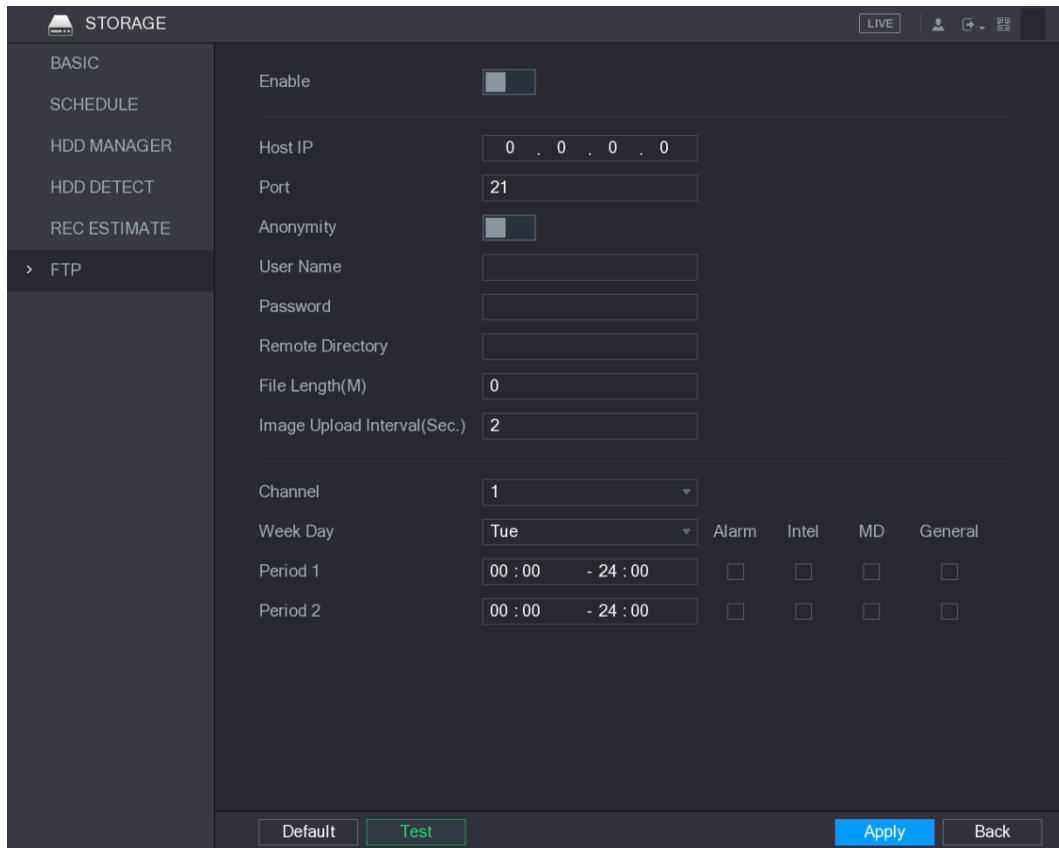 STORAGE LIVE
BASIC
SCHEDULE
HDD MANAGER
HDD DETECT
REC ESTIMATE
> FTP
Enable
Host IP 0 . 0 . 0 . 0
Port 21
Anonymity
User Name
Password
Remote Directory
File Length(M) 0
Image Upload Interval(Sec.) 2
Channel 1
Week Day Tue Alarm Intel MD General
Period 1 00 : 00 - 24 : 00
Period 2 00 : 00 - 24 : 00
Default Test Apply Back